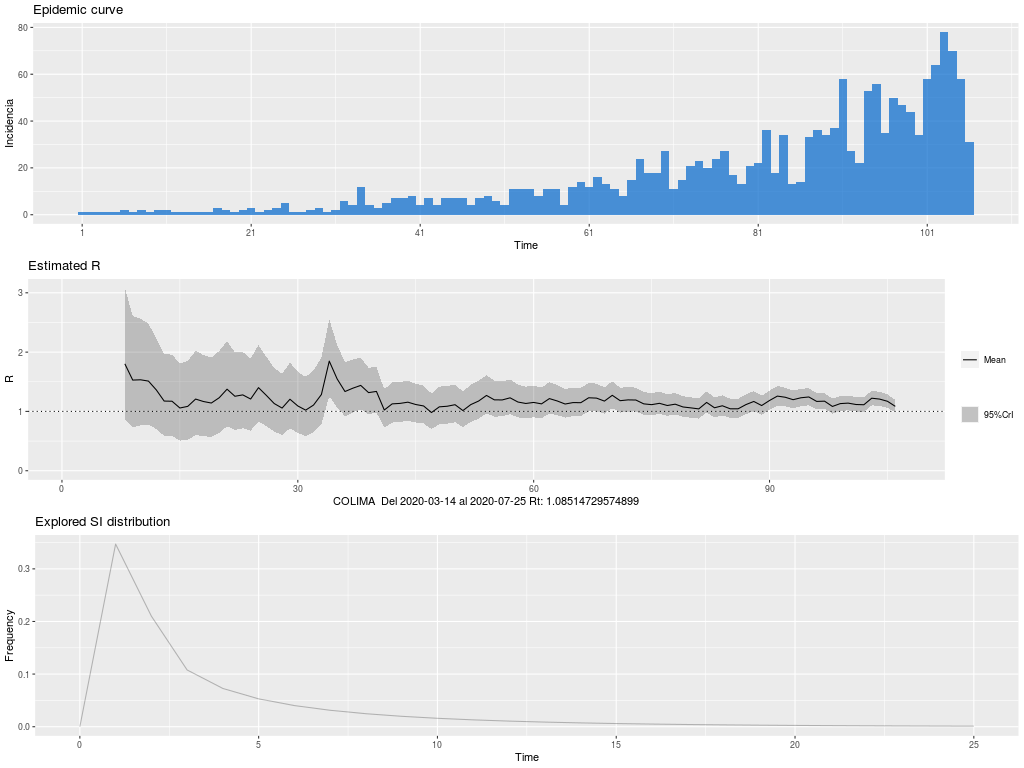 Epidemic curve
Incidencia
80
60
40
20
0
1 21 41 61 81 101
Time
Estimated R
R
3
2
1
0
0 30 60 90
COLIMA  Del 2020-03-14 al 2020-07-25 Rt: 1.08514729574899
Mean
95%CrI
Explored SI distribution
Frequency
0.3
0.2
0.1
0.0
0 5 10 15 20 25
Time